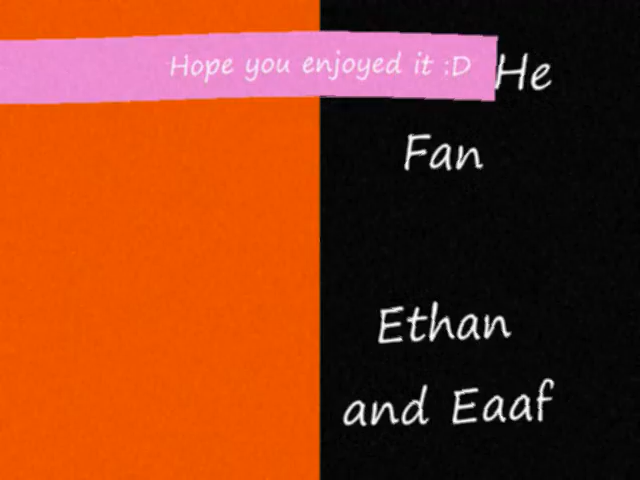 Hope you enjoyed it :D
He
Fan
Ethan
and Eaaf